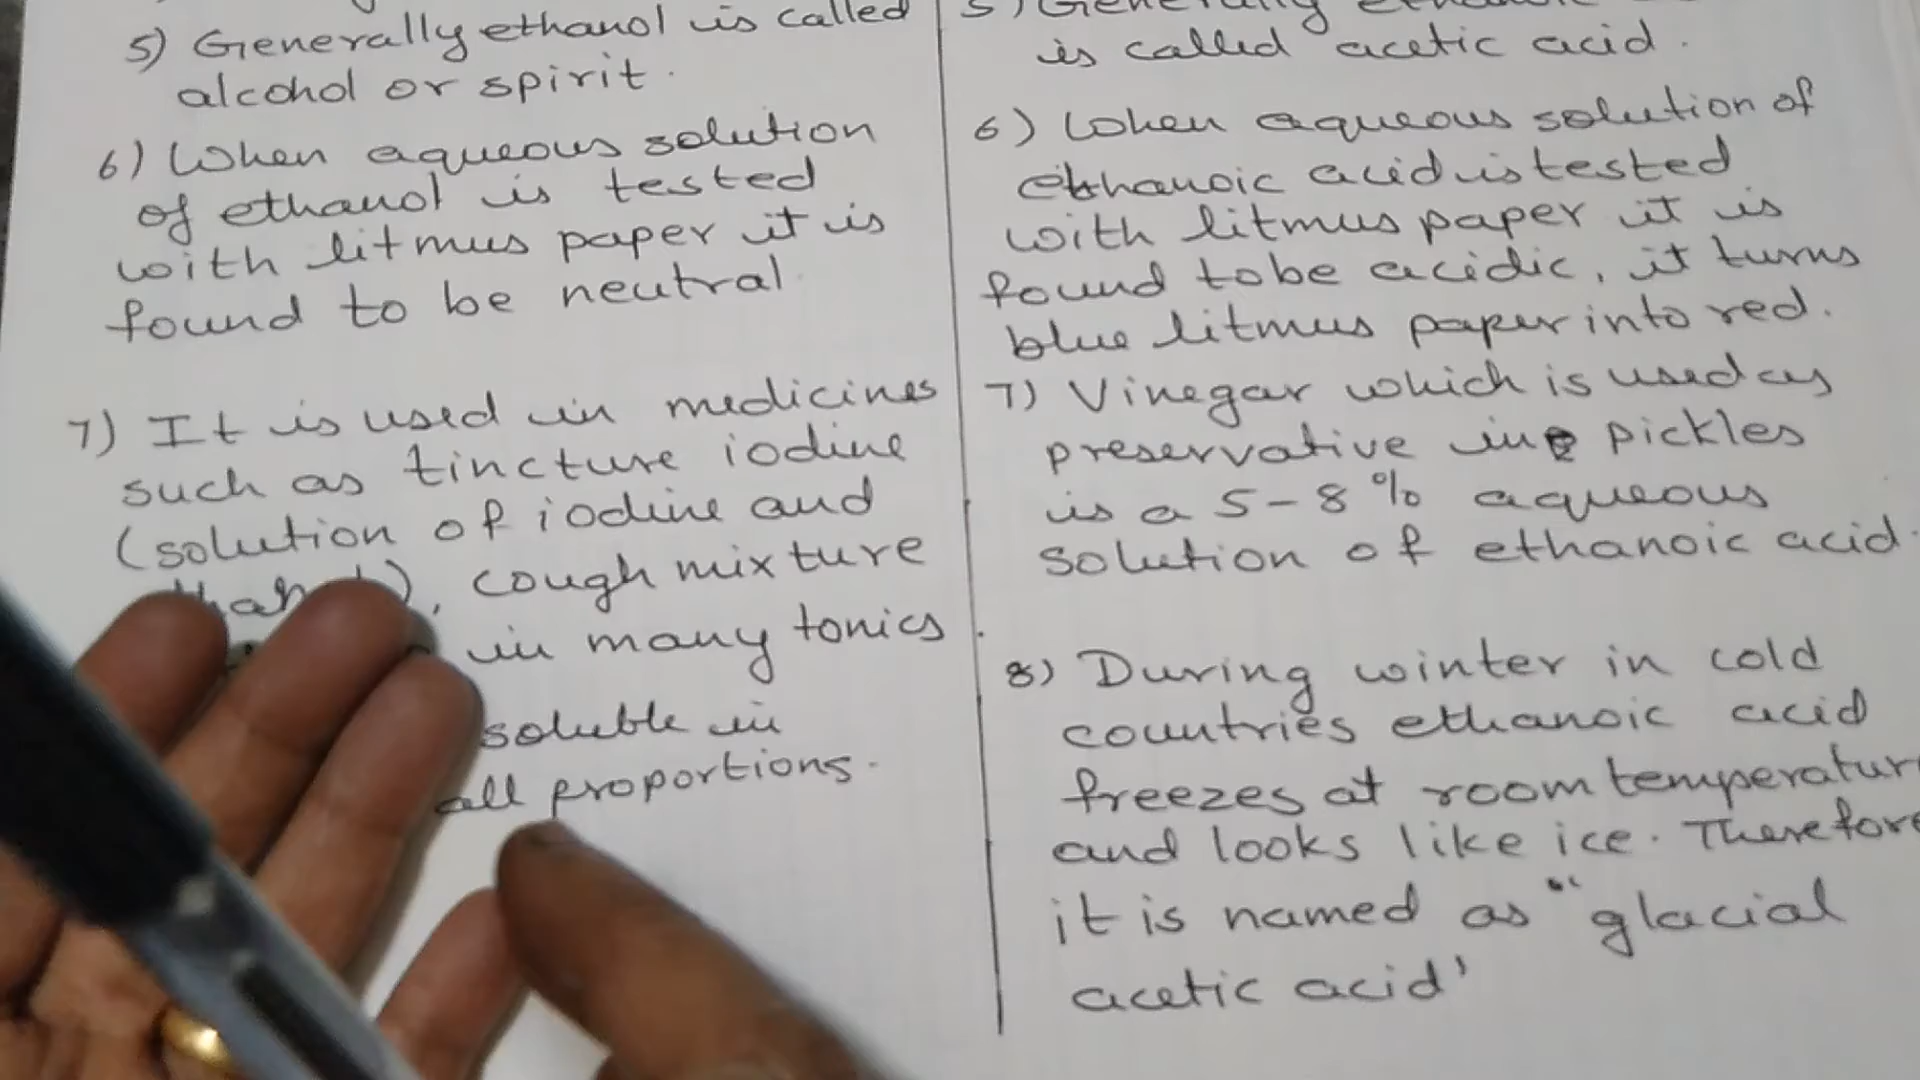 5) Generally ethanol is called
alcohol or spirit.
6) When aqueous solution
of ethanol is tested
with litmus paper it is
found to be neutral
7) It is used in medicines
such as tincture iodine
(solution of iodine and
), cough mixture
in many tonics
soluble in
all proportions.
5) Generally
is called acetic acid.
6) When aqueous solution of
ethanoic acid is tested
with litmus paper it is
found to be acidic, it turns
blue litmus paper into red.
7) Vinegar which is used as
preservative in pickles
is a 5-8% aqueous
solution of ethanoic acid.
8) During winter in cold
countries ethanoic acid
freezes at room temperatur
and looks like ice. Therefore
it is named as "glacial
acetic acid'